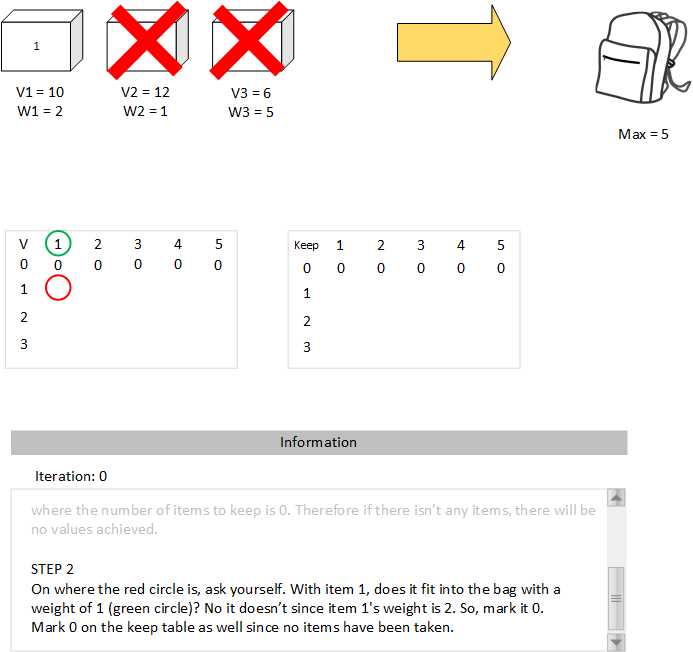 1
V1 = 10 V2 = 12 V3 = 6
W1 = 2 W2 = 1 W3 = 5
Max = 5
V 1 2 3 4 5
0 0 0 0 0 0
1
2
3
Keep 1 2 3 4 5
0 0 0 0 0 0
1
2
3
Information
Iteration: 0
where the number of items to keep is 0. Therefore if there isn’t any items, there will be
no values achieved.
STEP 2
On where the red circle is, ask yourself. With item 1, does it fit into the bag with a
weight of 1 (green circle)? No it doesn’t since item 1's weight is 2. So, mark it 0.
Mark 0 on the keep table as well since no items have been taken.